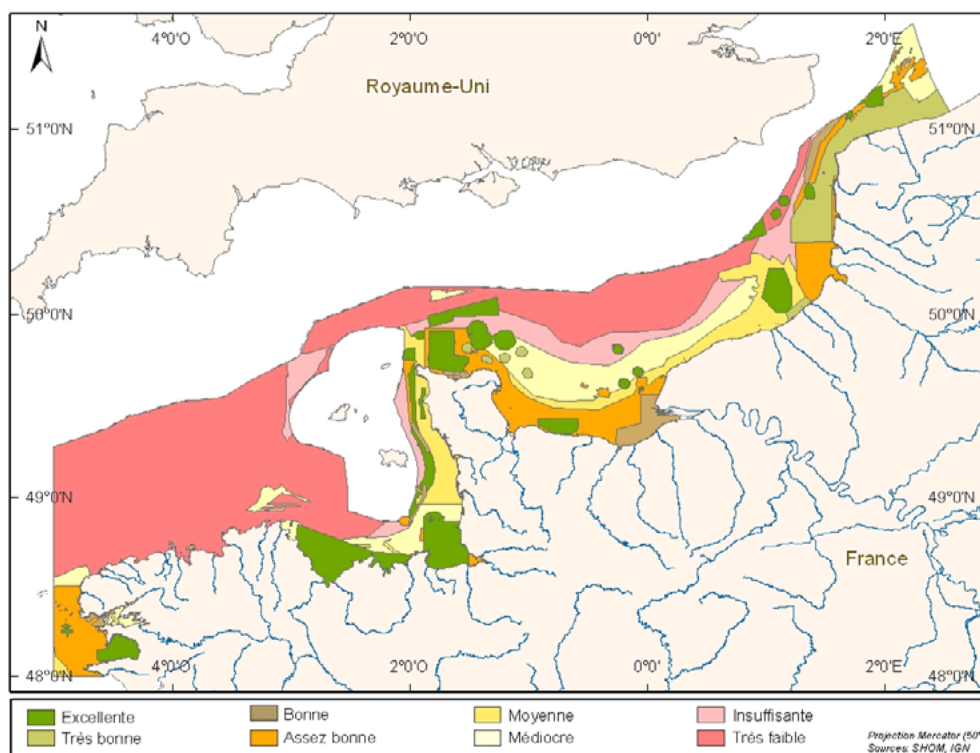 N
4°0'O 2°0'O 0°0' 2°0'E
Royaume-Uni
51°0'N 51°0'N
50°0'N 50°0'N
49°0'N 49°0'N
France
48°0'N 48°0'N
4°0'O 2°0'O 0°0' 2°0'E
Excellente Bonne Moyenne Insuffisante
Très bonne Assez bonne Médiocre Trés faible
Projection Mercator
Sources: SHOM, IGN